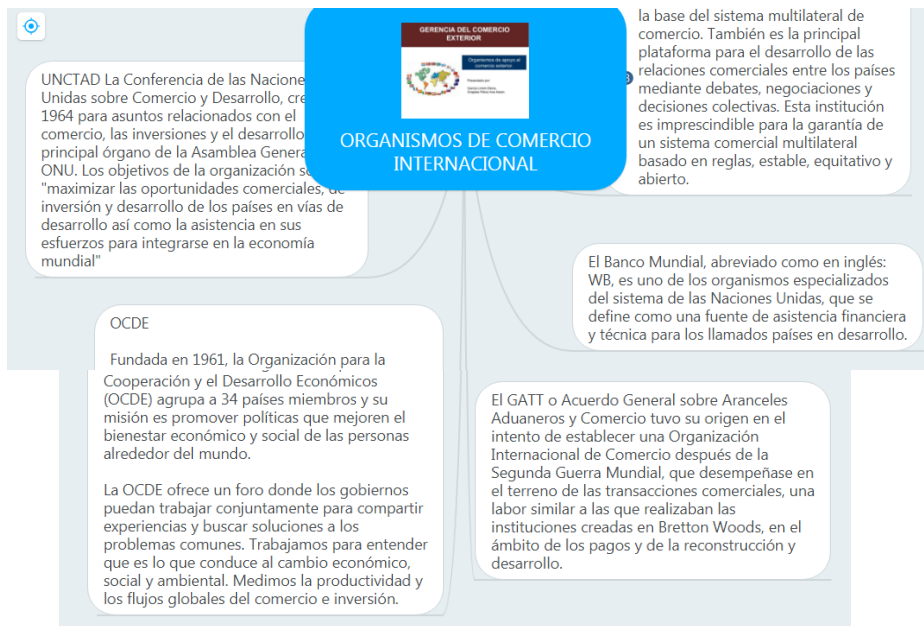 GERENCIA DEL COMERCIO
EXTERIOR
Organismos de apoyo al
comercio exterior.
Presentado por:
ORGANISMOS DE COMERCIO
INTERNACIONAL
UNCTAD La Conferencia de las Nacione
Unidas sobre Comercio y Desarrollo, cre
1964 para asuntos relacionados con el
comercio, las inversiones y el desarrollo
principal órgano de la Asamblea Genera
ONU. Los objetivos de la organización so
"maximizar las oportunidades comerciales, de
inversión y desarrollo de los países en vías de
desarrollo así como la asistencia en sus
esfuerzos para integrarse en la economía
mundial"
la base del sistema multilateral de
comercio. También es la principal
plataforma para el desarrollo de las
relaciones comerciales entre los países
mediante debates, negociaciones y
decisiones colectivas. Esta institución
es imprescindible para la garantía de
un sistema comercial multilateral
basado en reglas, estable, equitativo y
abierto.
El Banco Mundial, abreviado como en inglés:
WB, es uno de los organismos especializados
del sistema de las Naciones Unidas, que se
define como una fuente de asistencia financiera
y técnica para los llamados países en desarrollo.
OCDE
Fundada en 1961, la Organización para la
Cooperación y el Desarrollo Económicos
(OCDE) agrupa a 34 países miembros y su
misión es promover políticas que mejoren el
bienestar económico y social de las personas
alrededor del mundo.
La OCDE ofrece un foro donde los gobiernos
puedan trabajar conjuntamente para compartir
experiencias y buscar soluciones a los
problemas comunes. Trabajamos para entender
que es lo que conduce al cambio económico,
social y ambiental. Medimos la productividad y
los flujos globales del comercio e inversión.
El GATT o Acuerdo General sobre Aranceles
Aduaneros y Comercio tuvo su origen en el
intento de establecer una Organización
Internacional de Comercio después de la
Segunda Guerra Mundial, que desempeñase en
el terreno de las transacciones comerciales, una
labor similar a las que realizaban las
instituciones creadas en Bretton Woods, en el
ámbito de los pagos y de la reconstrucción y
desarrollo.